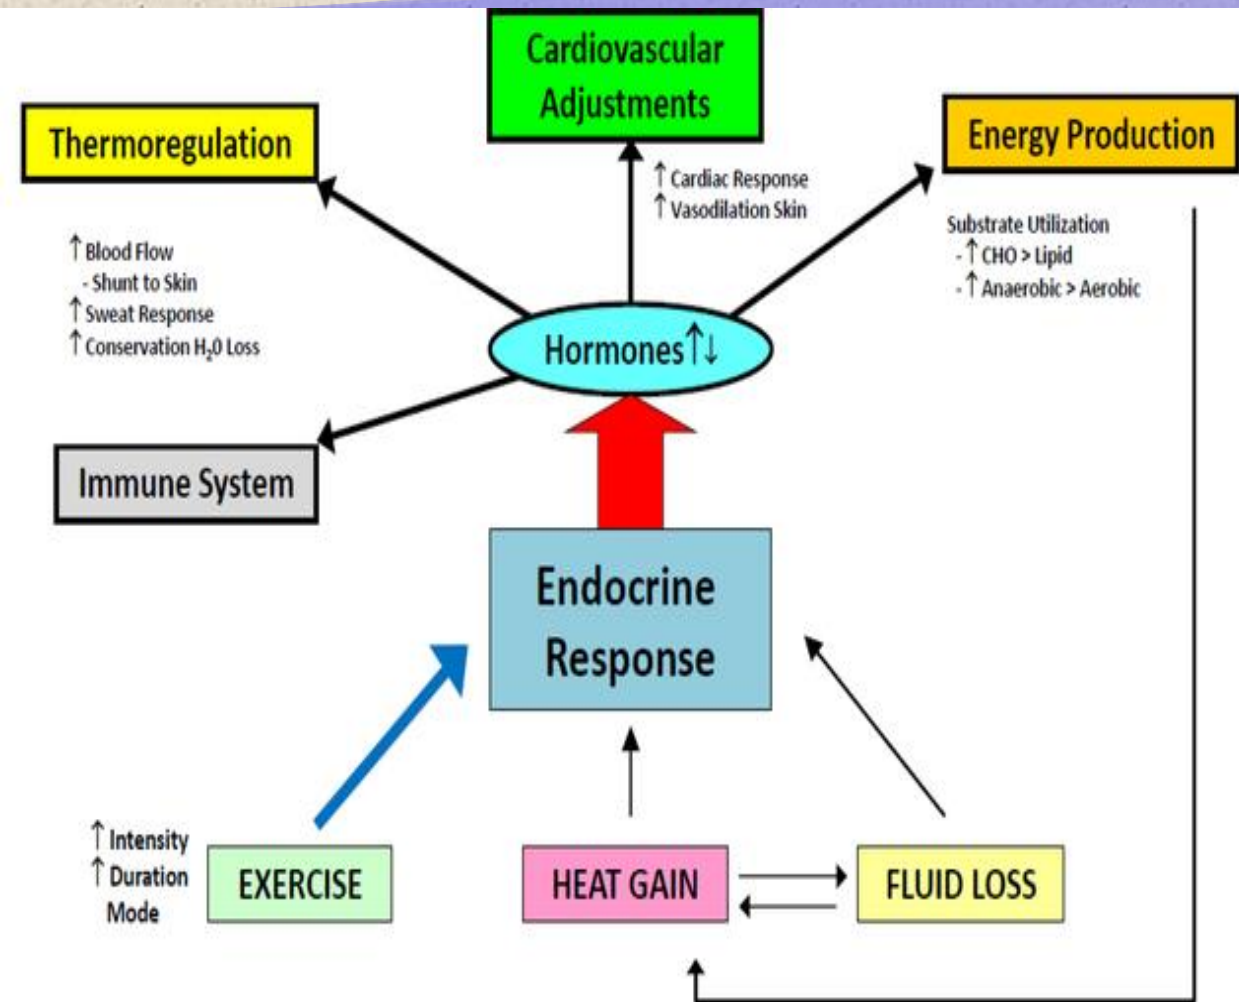 Cardiovascular
Adjustments
Thermoregulation
Energy Production
↑ Cardiac Response
↑ Vasodilation Skin
↑ Blood Flow
- Shunt to Skin
↑ Sweat Response
↑ Conservation H₂0 Loss
Substrate Utilization
- ↑ CHO > Lipid
- ↑ Anaerobic > Aerobic
Hormones↑↓
Immune System
Endocrine
Response
↑ Intensity
↑ Duration
Mode
EXERCISE
HEAT GAIN
FLUID LOSS